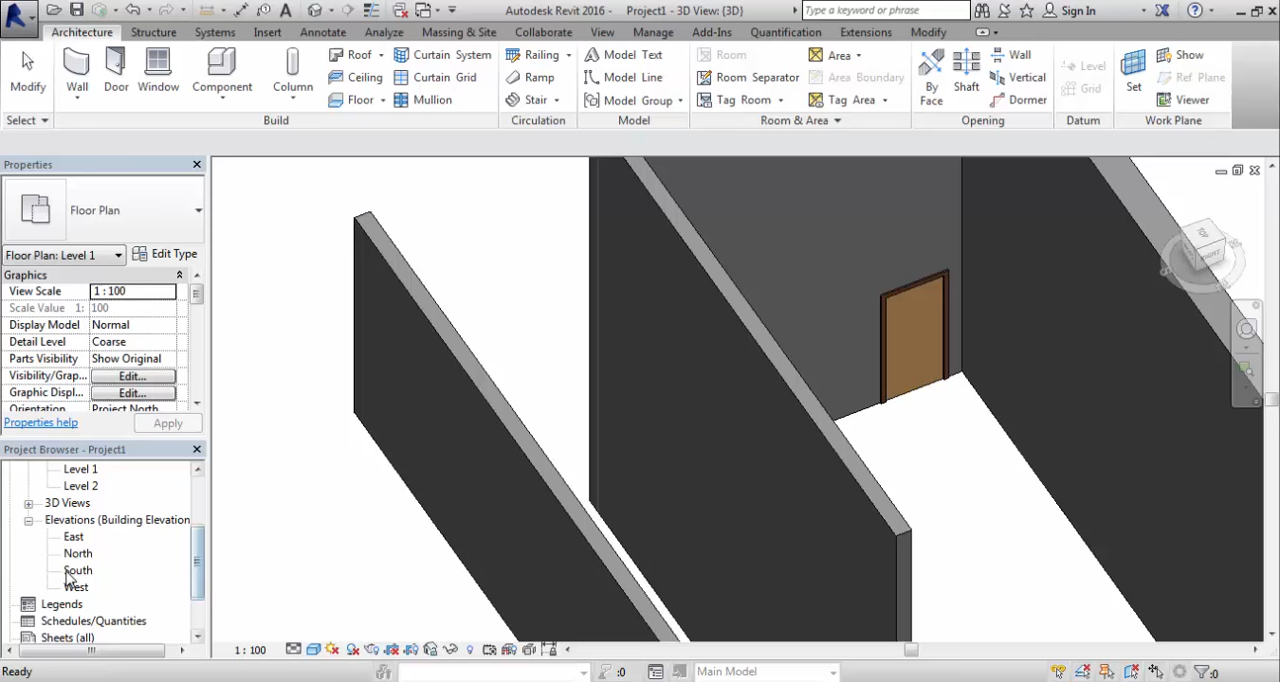 Autodesk Revit 2016 - Project1 - 3D View: {3D}
Type a keyword or phrase
Sign In
Architecture Structure Systems Insert Annotate Analyze Massing & Site Collaborate View Manage Add-Ins Quantification Extensions Modify
Modify
Wall
Door
Window
Component
Column
Roof
Ceiling
Floor
Curtain System
Curtain Grid
Mullion
Railing
Ramp
Stair
Model Text
Model Line
Model Group
Room
Room Separator
Tag Room
Area
Area Boundary
Tag Area
By Face
Shaft
Wall
Vertical
Dormer
Level
Grid
Set
Show
Ref Plane
Viewer
Select
Build
Circulation
Model
Room & Area
Opening
Datum
Work Plane
Properties
Floor Plan
Floor Plan: Level 1
Edit Type
Graphics
View Scale 1 : 100
Scale Value 1: 100
Display Model Normal
Detail Level Coarse
Parts Visibility Show Original
Visibility/Grap... Edit...
Graphic Displ... Edit...
Orientation Project North
Properties help
Apply
Project Browser - Project1
Level 1
Level 2
3D Views
Elevations (Building Elevation
East
North
South
West
Legends
Schedules/Quantities
Sheets (all)
TOP
RIGHT
1 : 100
Ready
:0
Main Model
:0